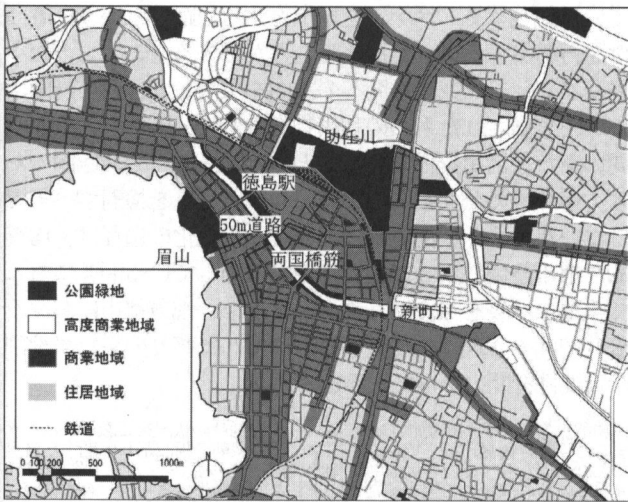 助任川
徳島駅
50m道路
眉山
両国橋筋
新町川
公園緑地
高度商業地域
商業地域
住居地域
鉄道
0 100 200 500 1000m
N